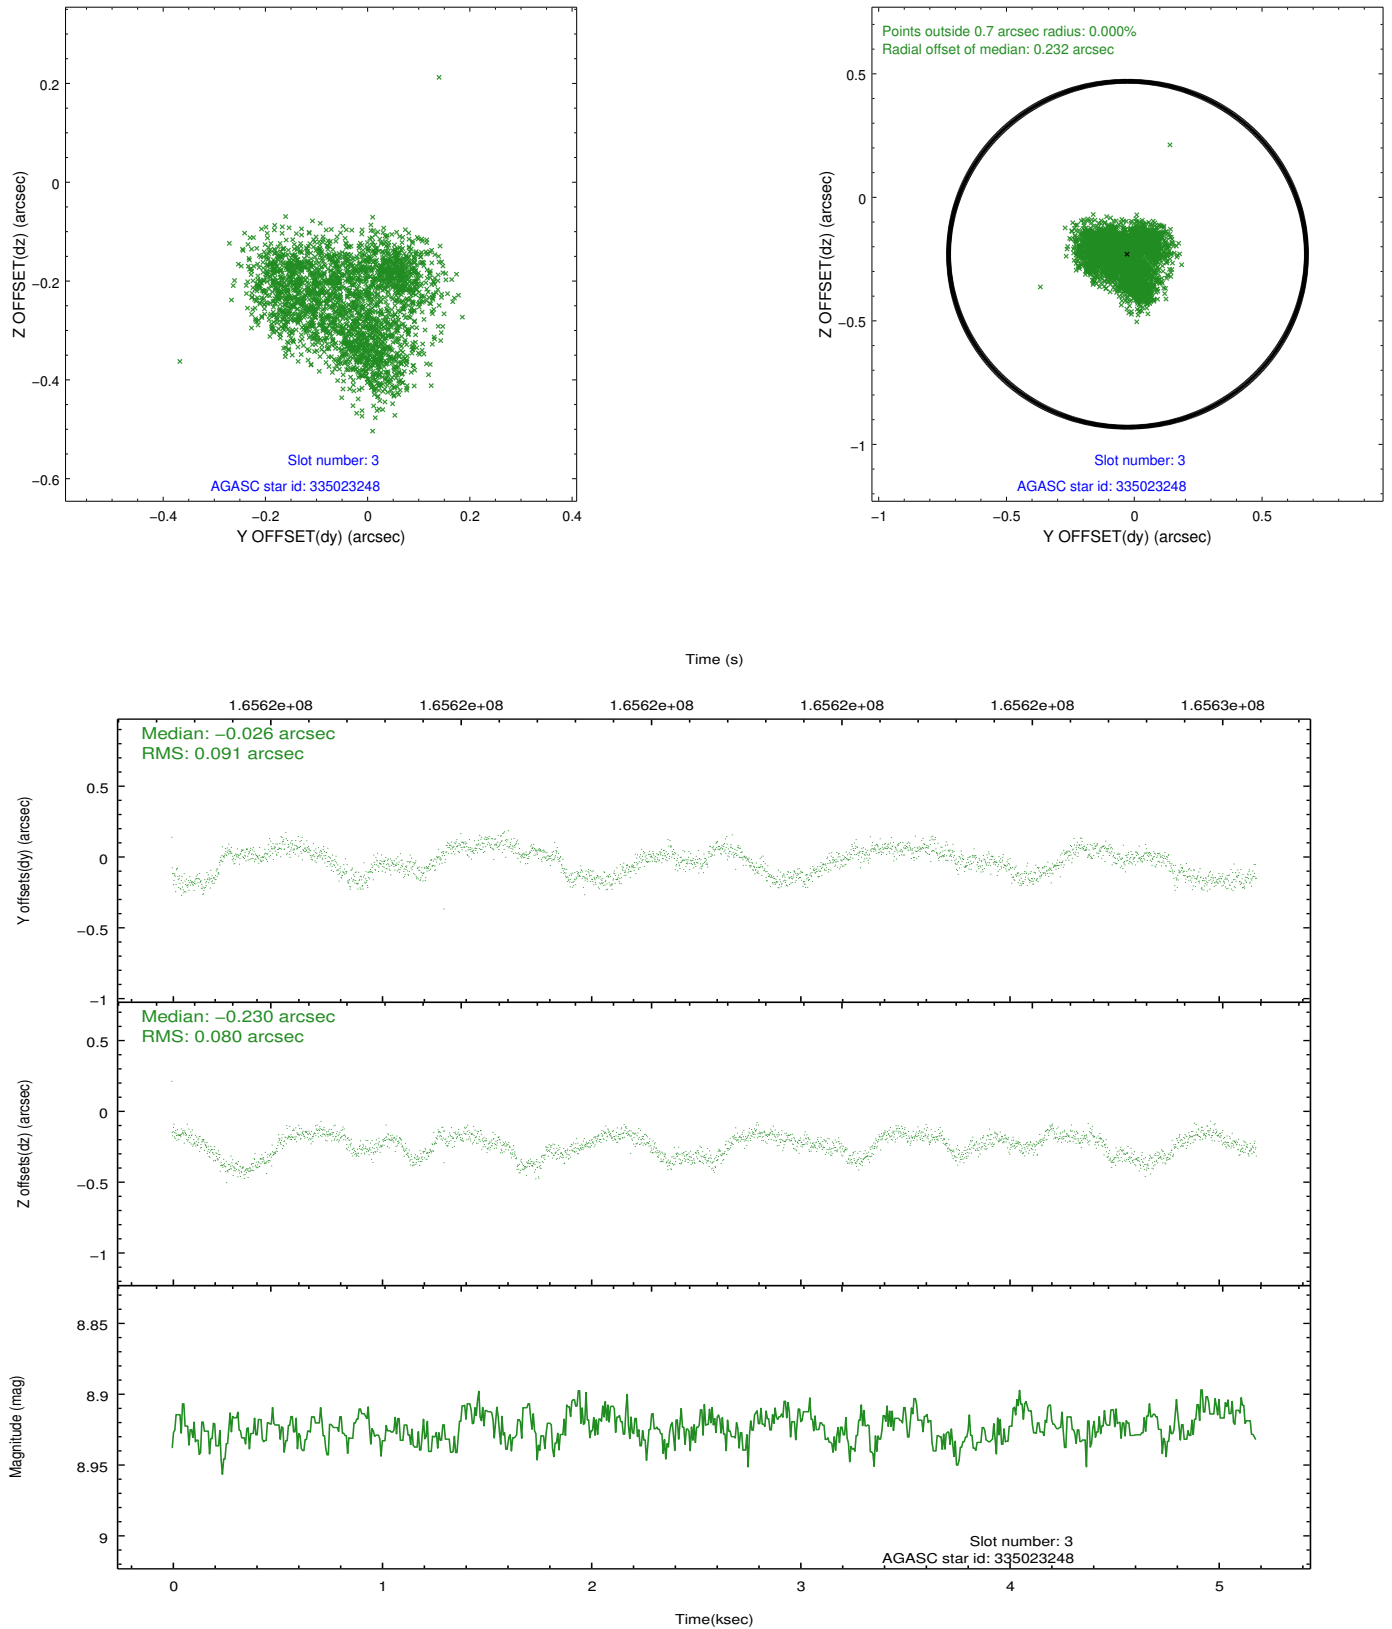 0.2
0
−0.2
−0.4
−0.6
Z OFFSET(dz) (arcsec)
Slot number: 3
AGASC star id: 335023248
−0.4
−0.2
0
0.2
0.4
Y OFFSET(dy) (arcsec)
Points outside 0.7 arcsec radius: 0.000%
Radial offset of median: 0.232 arcsec
0.5
0
−0.5
−1
Z OFFSET(dz) (arcsec)
Slot number: 3
AGASC star id: 335023248
−1
−0.5
0
0.5
Y OFFSET(dy) (arcsec)
Time (s)
1.6562e+08
1.6562e+08
1.6562e+08
1.6562e+08
1.6562e+08
1.6563e+08
Median: −0.026 arcsec
RMS: 0.091 arcsec
0.5
0
−0.5
−1
Y offsets(dy) (arcsec)
Median: −0.230 arcsec
RMS: 0.080 arcsec
0.5
0
−0.5
−1
Z offsets(dz) (arcsec)
8.85
8.9
8.95
9
Magnitude (mag)
Slot number: 3
AGASC star id: 335023248
0
1
2
3
4
5
Time(ksec)